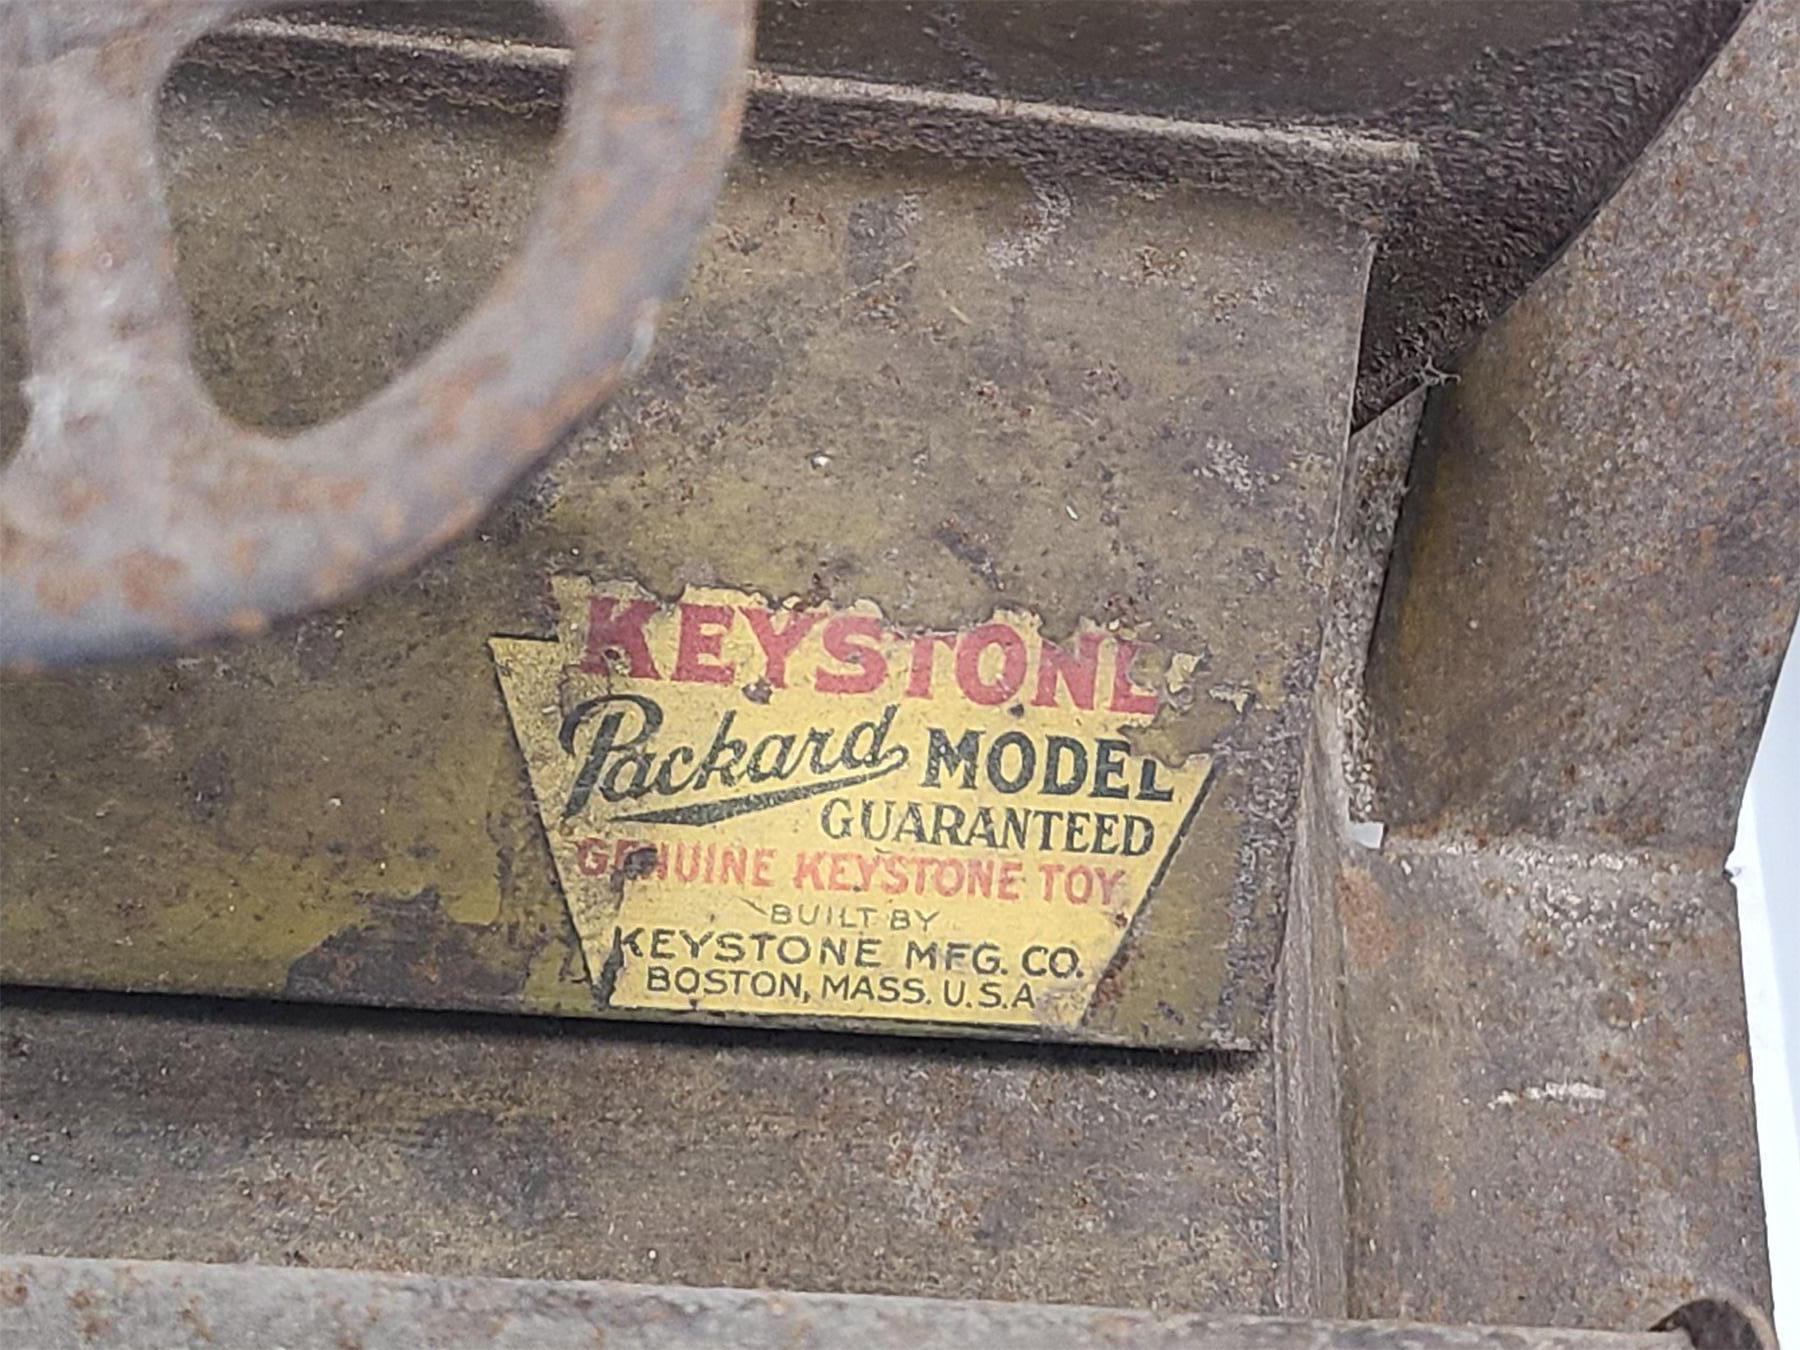 KEYSTONE
Packard MODEL
GUARANTEED
GENUINE KEYSTONE TOY
BUILT BY
KEYSTONE MFG. CO.
BOSTON, MASS. U.S.A